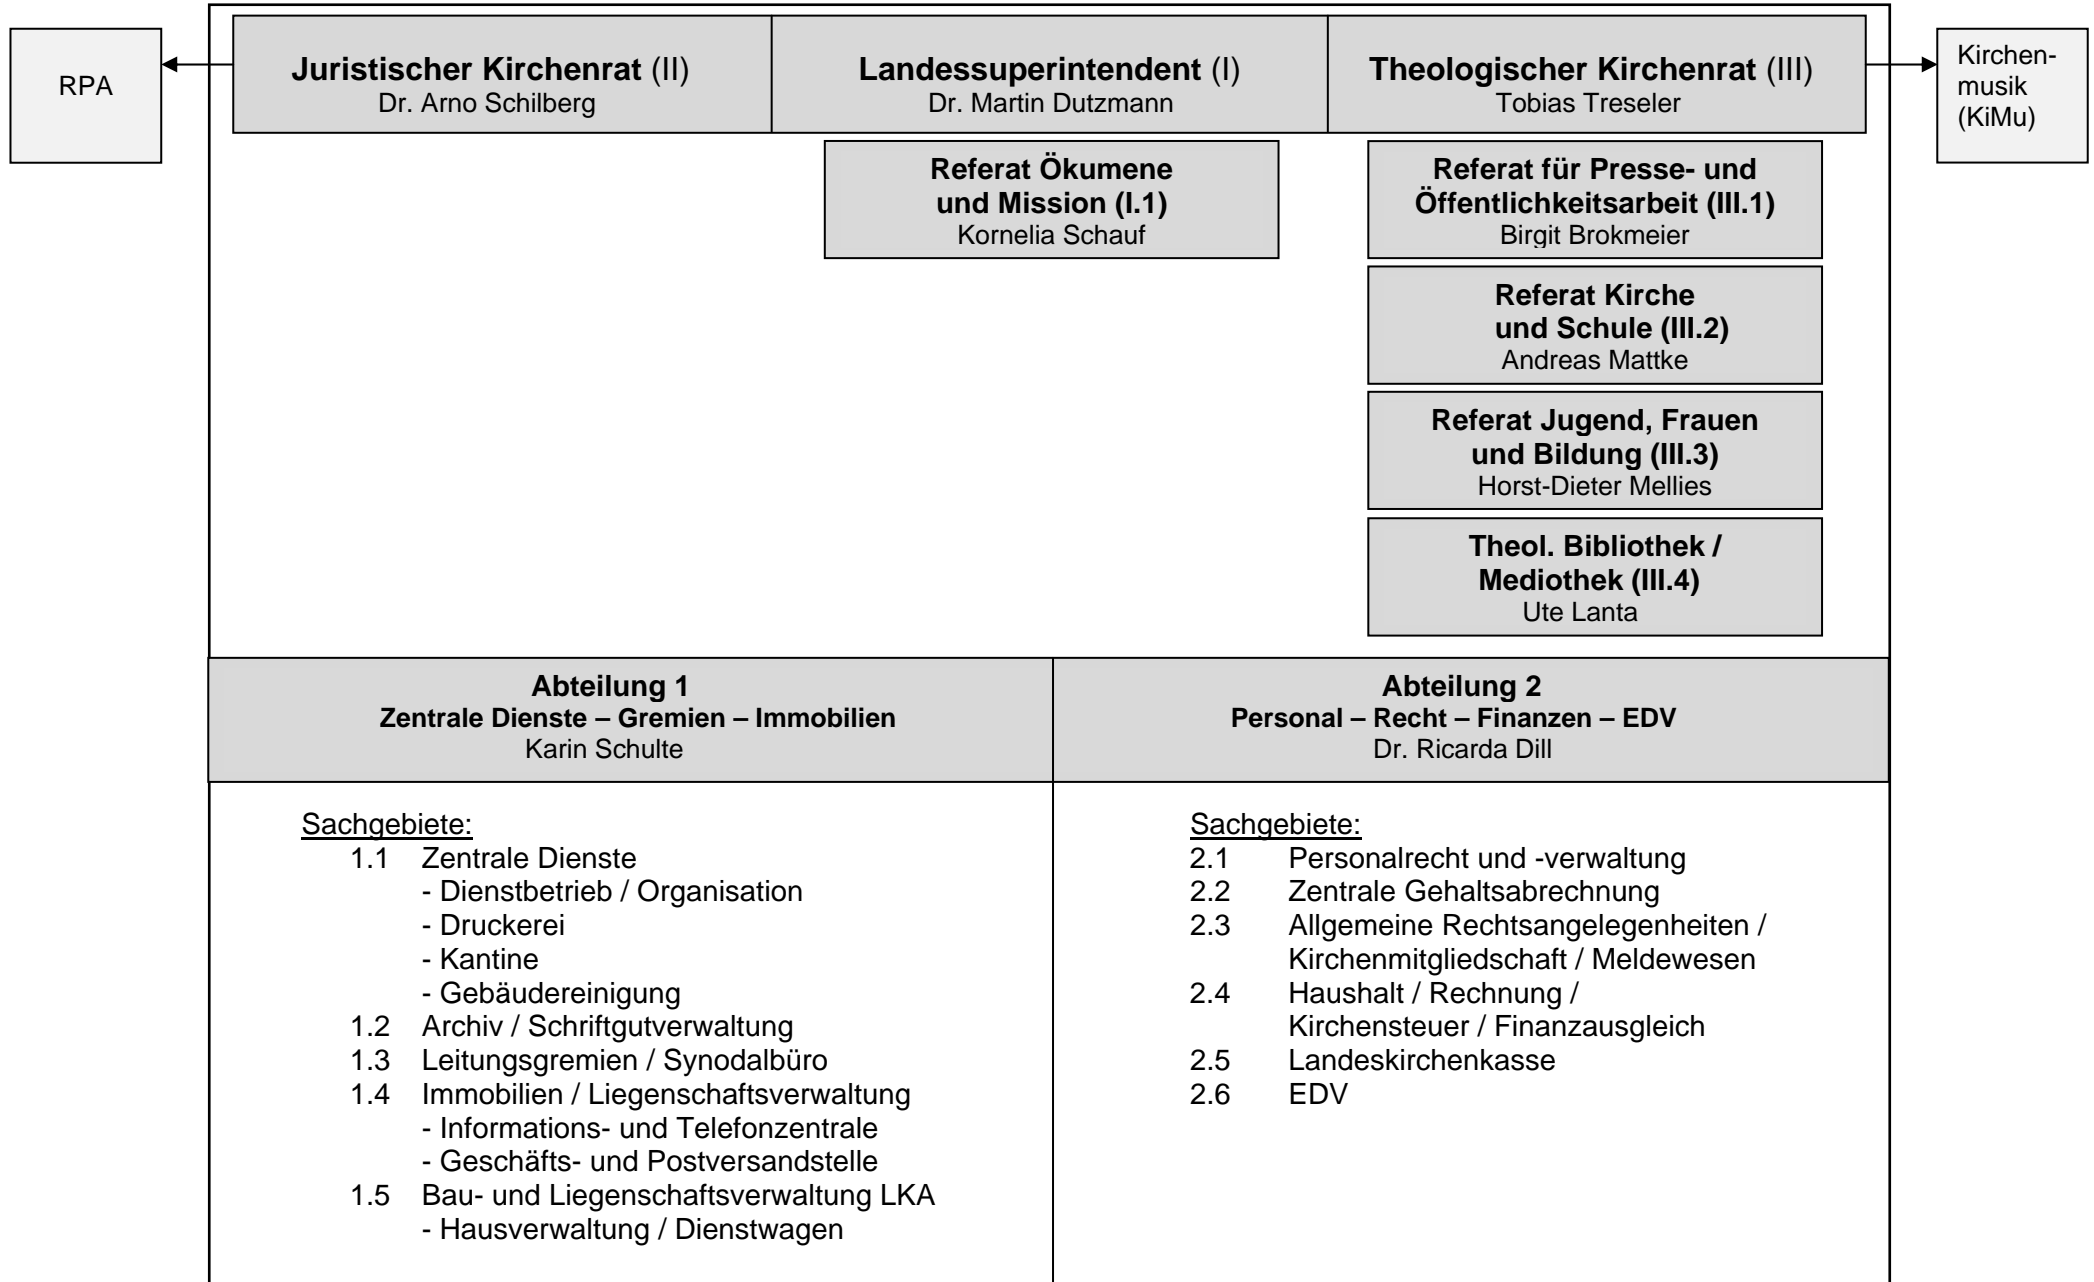 RPA
Juristischer Kirchenrat (II)
Dr. Arno Schilberg
Landessuperintendent (I)
Dr. Martin Dutzmann
Theologischer Kirchenrat (III)
Tobias Treseler
Kirchen-
musik
(KiMu)
Referat Ökumene
und Mission (I.1)
Kornelia Schauf
Referat für Presse- und
Öffentlichkeitsarbeit (III.1)
Birgit Brokmeier
Referat Kirche
und Schule (III.2)
Andreas Mattke
Referat Jugend, Frauen
und Bildung (III.3)
Horst-Dieter Mellies
Theol. Bibliothek /
Mediothek (III.4)
Ute Lanta
Abteilung 1
Zentrale Dienste – Gremien – Immobilien
Karin Schulte
Abteilung 2
Personal – Recht – Finanzen – EDV
Dr. Ricarda Dill
Sachgebiete:
1.1 Zentrale Dienste
- Dienstbetrieb / Organisation
- Druckerei
- Kantine
- Gebäudereinigung
1.2 Archiv / Schriftgutverwaltung
1.3 Leitungsgremien / Synodalbüro
1.4 Immobilien / Liegenschaftsverwaltung
- Informations- und Telefonzentrale
- Geschäfts- und Postversandstelle
1.5 Bau- und Liegenschaftsverwaltung LKA
- Hausverwaltung / Dienstwagen
Sachgebiete:
2.1 Personalrecht und -verwaltung
2.2 Zentrale Gehaltsabrechnung
2.3 Allgemeine Rechtsangelegenheiten /
Kirchenmitgliedschaft / Meldewesen
2.4 Haushalt / Rechnung /
Kirchensteuer / Finanzausgleich
2.5 Landeskirchenkasse
2.6 EDV